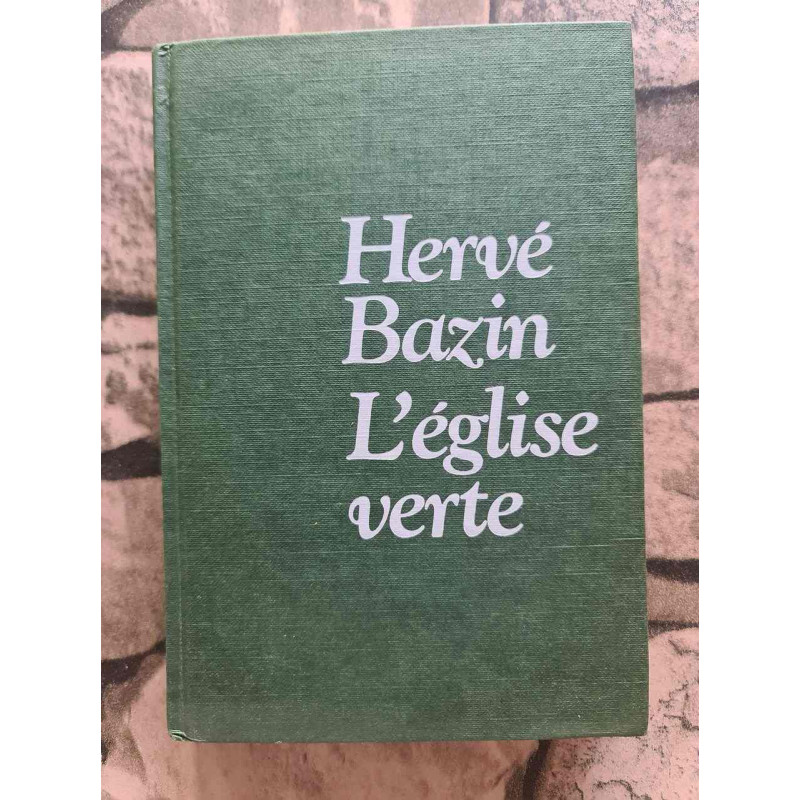 Hervé
Bazin
L'église
verte